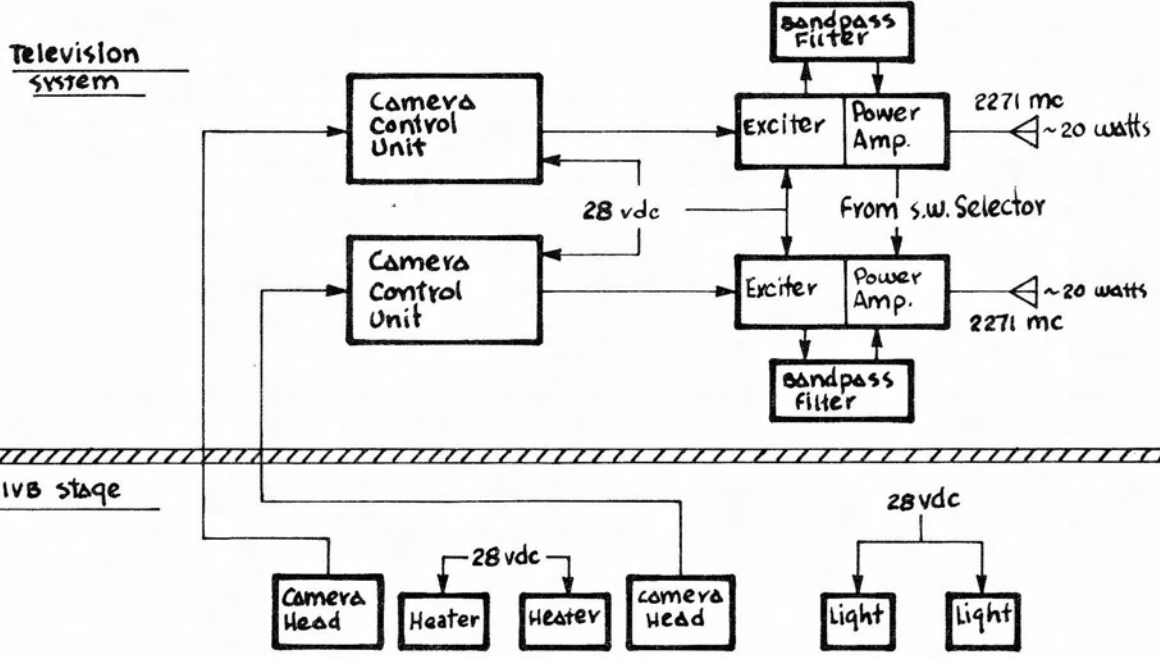 Television
System
Bandpass
Filter
Camera
Control
Unit
Exciter
Power
Amp.
2271 mc
~20 watts
28 vdc
From s.w. Selector
Camera
Control
Unit
Exciter
Power
Amp.
~20 watts
2271 mc
Bandpass
Filter
IVB Stage
28 vdc
28 vdc
Camera
Head
Heater
Heater
Camera
Head
Light
Light